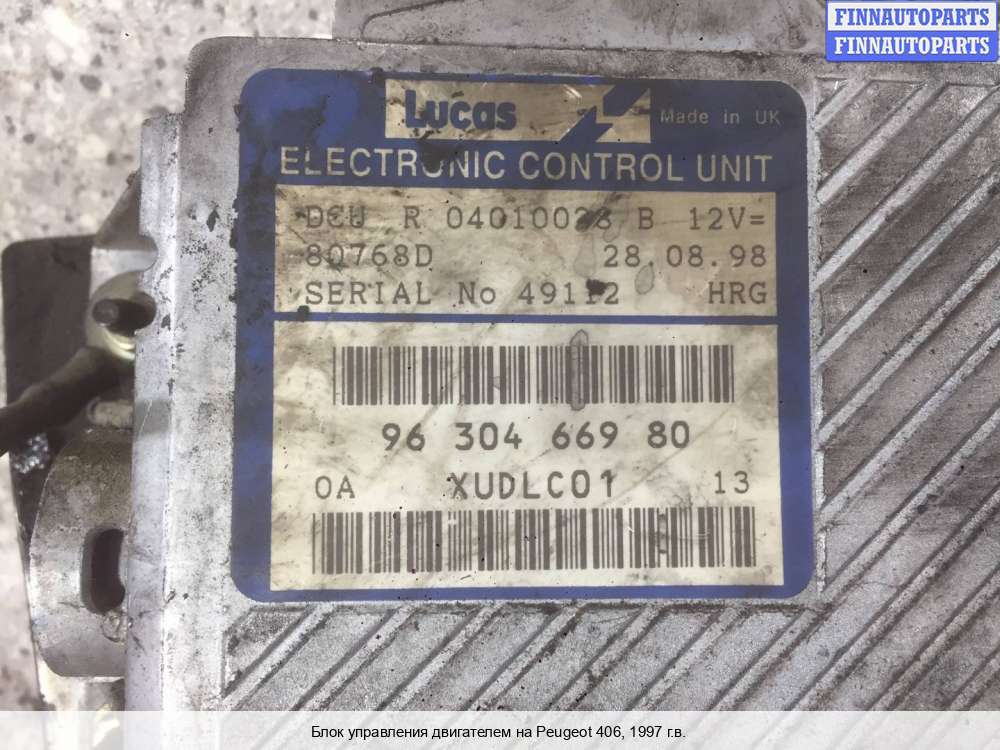 FINNAUTOPARTS
FINNAUTOPARTS
Lucas
Made in UK
ELECTRONIC CONTROL UNIT
DCU R 04010028 B 12V=
80768D 28.08.98
SERIAL No 49112 HRG
96 304 669 80
0A XUDLC01 13
Блок управления двигателем на Peugeot 406, 1997 г.в.